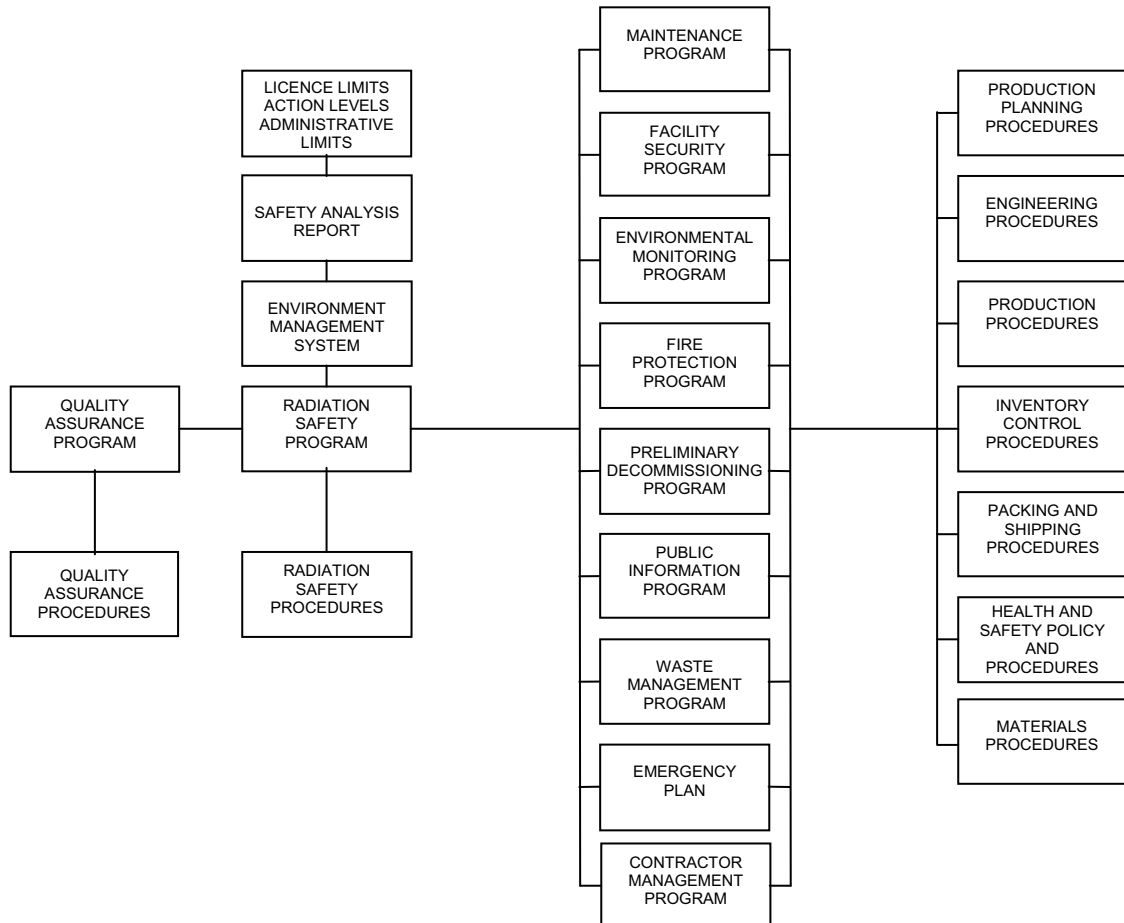 LICENCE LIMITS
ACTION LEVELS
ADMINISTRATIVE
LIMITS
SAFETY ANALYSIS
REPORT
ENVIRONMENT
MANAGEMENT
SYSTEM
QUALITY
ASSURANCE
PROGRAM
RADIATION
SAFETY
PROGRAM
QUALITY
ASSURANCE
PROCEDURES
RADIATION
SAFETY
PROCEDURES
MAINTENANCE
PROGRAM
FACILITY
SECURITY
PROGRAM
ENVIRONMENTAL
MONITORING
PROGRAM
FIRE
PROTECTION
PROGRAM
PRELIMINARY
DECOMMISSIONING
PROGRAM
PUBLIC
INFORMATION
PROGRAM
WASTE
MANAGEMENT
PROGRAM
EMERGENCY
PLAN
CONTRACTOR
MANAGEMENT
PROGRAM
PRODUCTION
PLANNING
PROCEDURES
ENGINEERING
PROCEDURES
PRODUCTION
PROCEDURES
INVENTORY
CONTROL
PROCEDURES
PACKING AND
SHIPPING
PROCEDURES
HEALTH AND
SAFETY POLICY
AND
PROCEDURES
MATERIALS
PROCEDURES